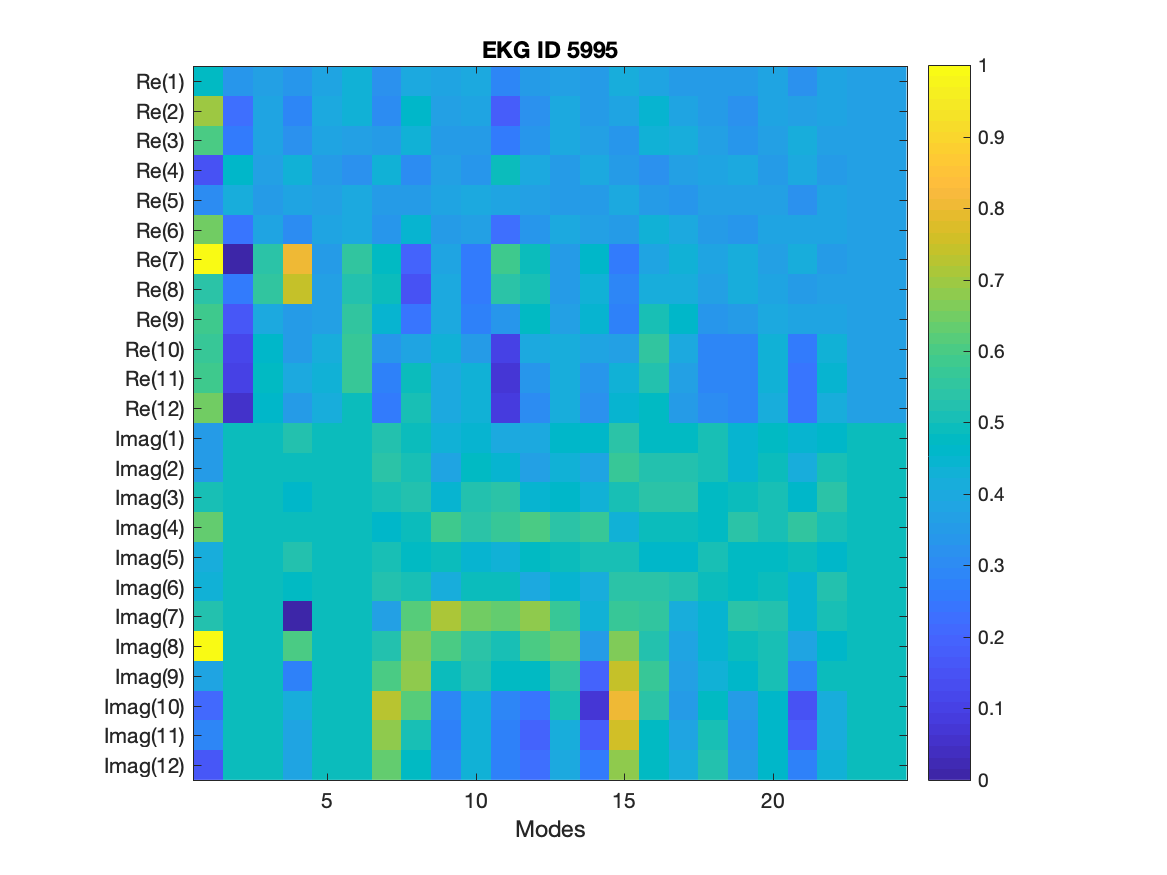 EKG ID 5995
Re(1)
Re(2)
Re(3)
Re(4)
Re(5)
Re(6)
Re(7)
Re(8)
Re(9)
Re(10)
Re(11)
Re(12)
Imag(1)
Imag(2)
Imag(3)
Imag(4)
Imag(5)
Imag(6)
Imag(7)
Imag(8)
Imag(9)
Imag(10)
Imag(11)
Imag(12)
5 10 15 20
Modes
1
0.9
0.8
0.7
0.6
0.5
0.4
0.3
0.2
0.1
0